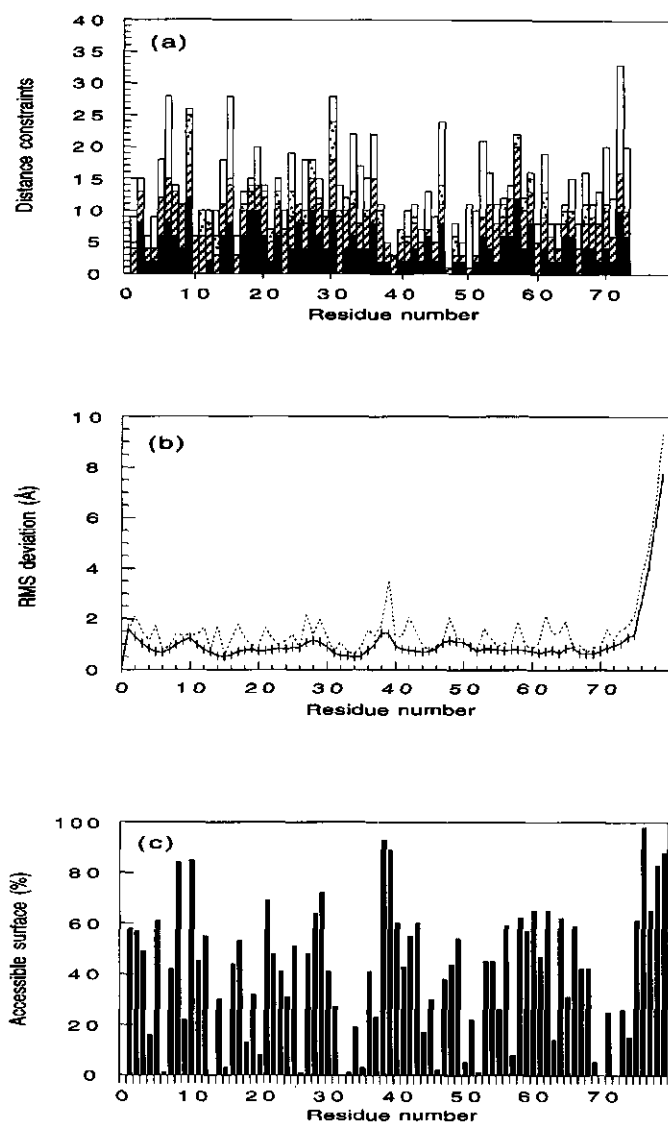 40
35
30
25
20
15
10
5
0
(a)
Distance constraints
0 10 20 30 40 50 60 70
Residue number
10
8
6
4
2
0
(b)
RMS deviation (Å)
0 10 20 30 40 50 60 70
Residue number
100
80
60
40
20
0
(c)
Accessible surface (%)
0 10 20 30 40 50 60 70
Residue number